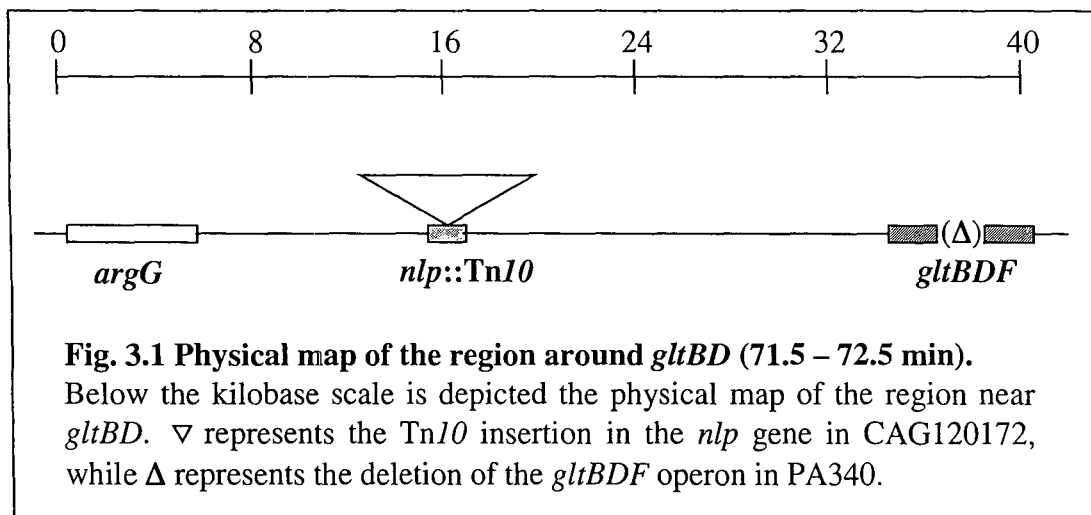 0 8 16 24 32 40
(Δ)
argG nlp::Tn10 gltBDF
Fig. 3.1 Physical map of the region around gltBD (71.5 – 72.5 min).
Below the kilobase scale is depicted the physical map of the region near
gltBD. ▽ represents the Tn10 insertion in the nlp gene in CAG120172,
while Δ represents the deletion of the gltBDF operon in PA340.